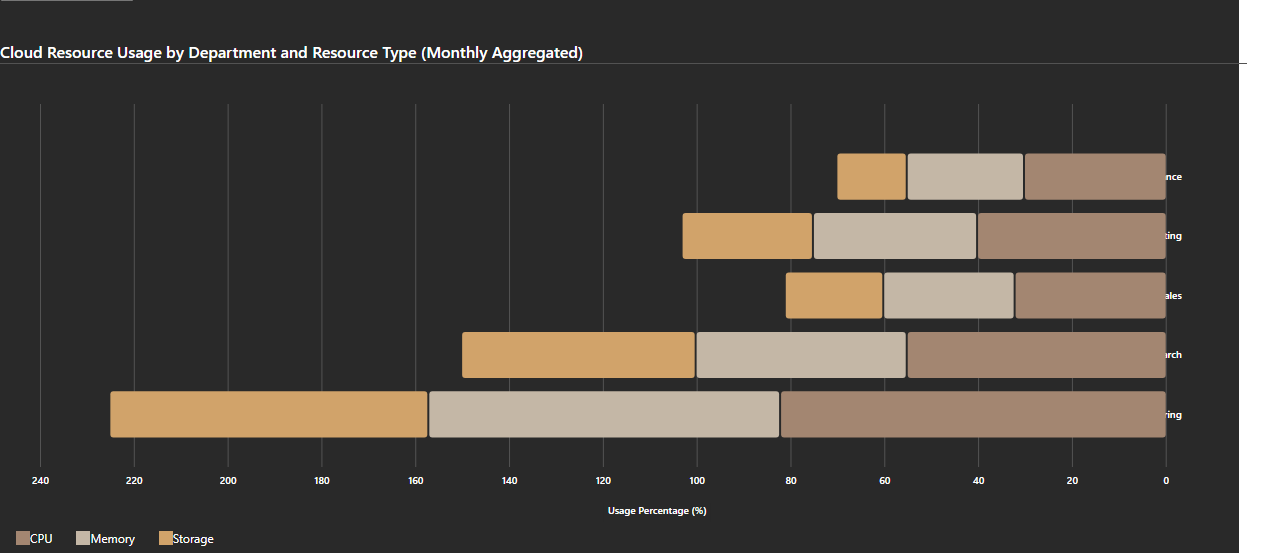 Cloud Resource Usage by Department and Resource Type (Monthly Aggregated)
nce
ting
ales
rch
ring
240 220 200 180 160 140 120 100 80 60 40 20 0
Usage Percentage (%)
CPU Memory Storage